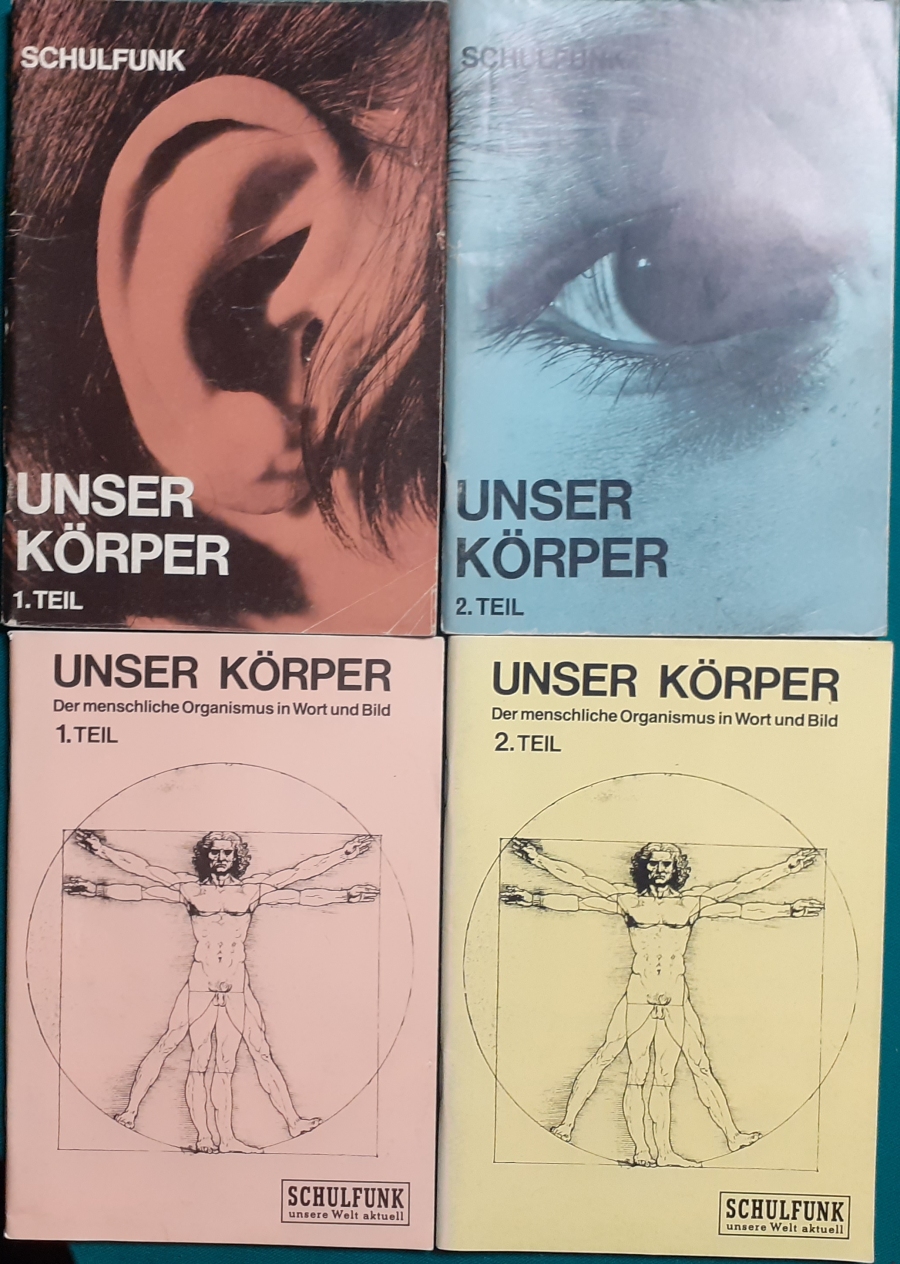 SCHULFUNK
UNSER
KÖRPER
1. TEIL
SCHULFUNK
UNSER
KÖRPER
2. TEIL
UNSER KÖRPER
Der menschliche Organismus in Wort und Bild
1. TEIL
SCHULFUNK
unsere Welt aktuell
UNSER KÖRPER
Der menschliche Organismus in Wort und Bild
2. TEIL
SCHULFUNK
unsere Welt aktuell